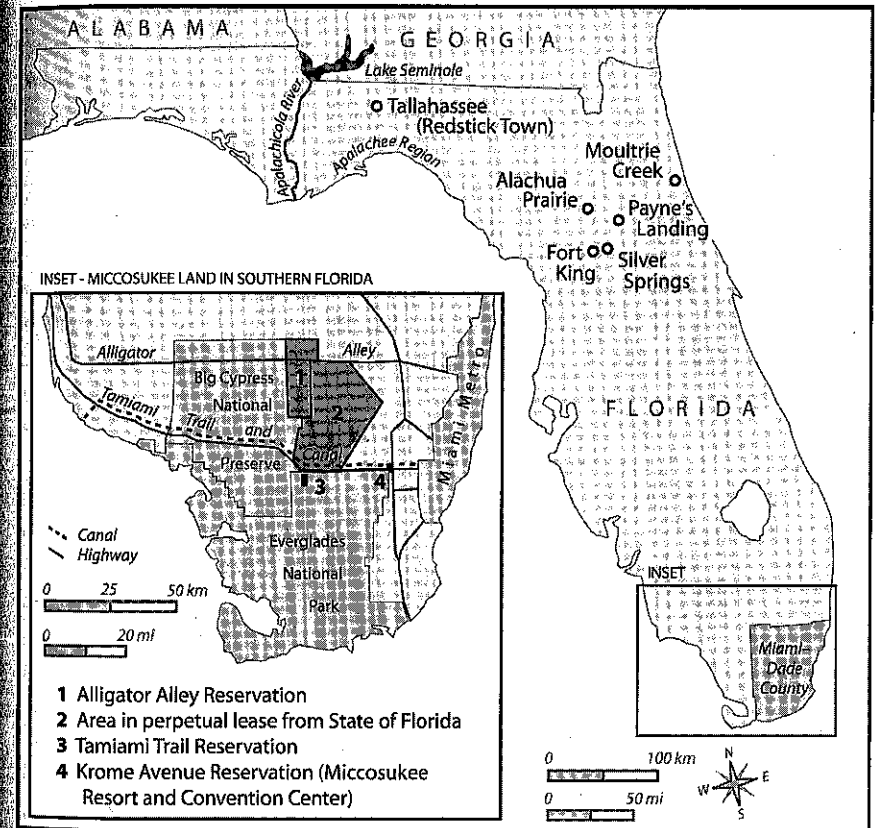 ALABAMA
GEORGIA
Lake Seminole
Apalachicola River
Tallahassee
(Redstick Town)
Apalachee Region
Moultrie
Creek
Alachua
Prairie
Payne's
Landing
Fort
King
Silver
Springs
FLORIDA
INSET - MICCOSUKEE LAND IN SOUTHERN FLORIDA
Alligator
Alley
1
Big Cypress
National
2
Tamiami
Trail
and
Canal
Preserve
3
4
Miami Metro
Everglades
National
Park
Canal
Highway
0 25 50 km
0 20 mi
1 Alligator Alley Reservation
2 Area in perpetual lease from State of Florida
3 Tamiami Trail Reservation
4 Krome Avenue Reservation (Miccosukee
Resort and Convention Center)
INSET
Miami-
Dade
County
0 100 km
0 50 mi
N
W
E
S